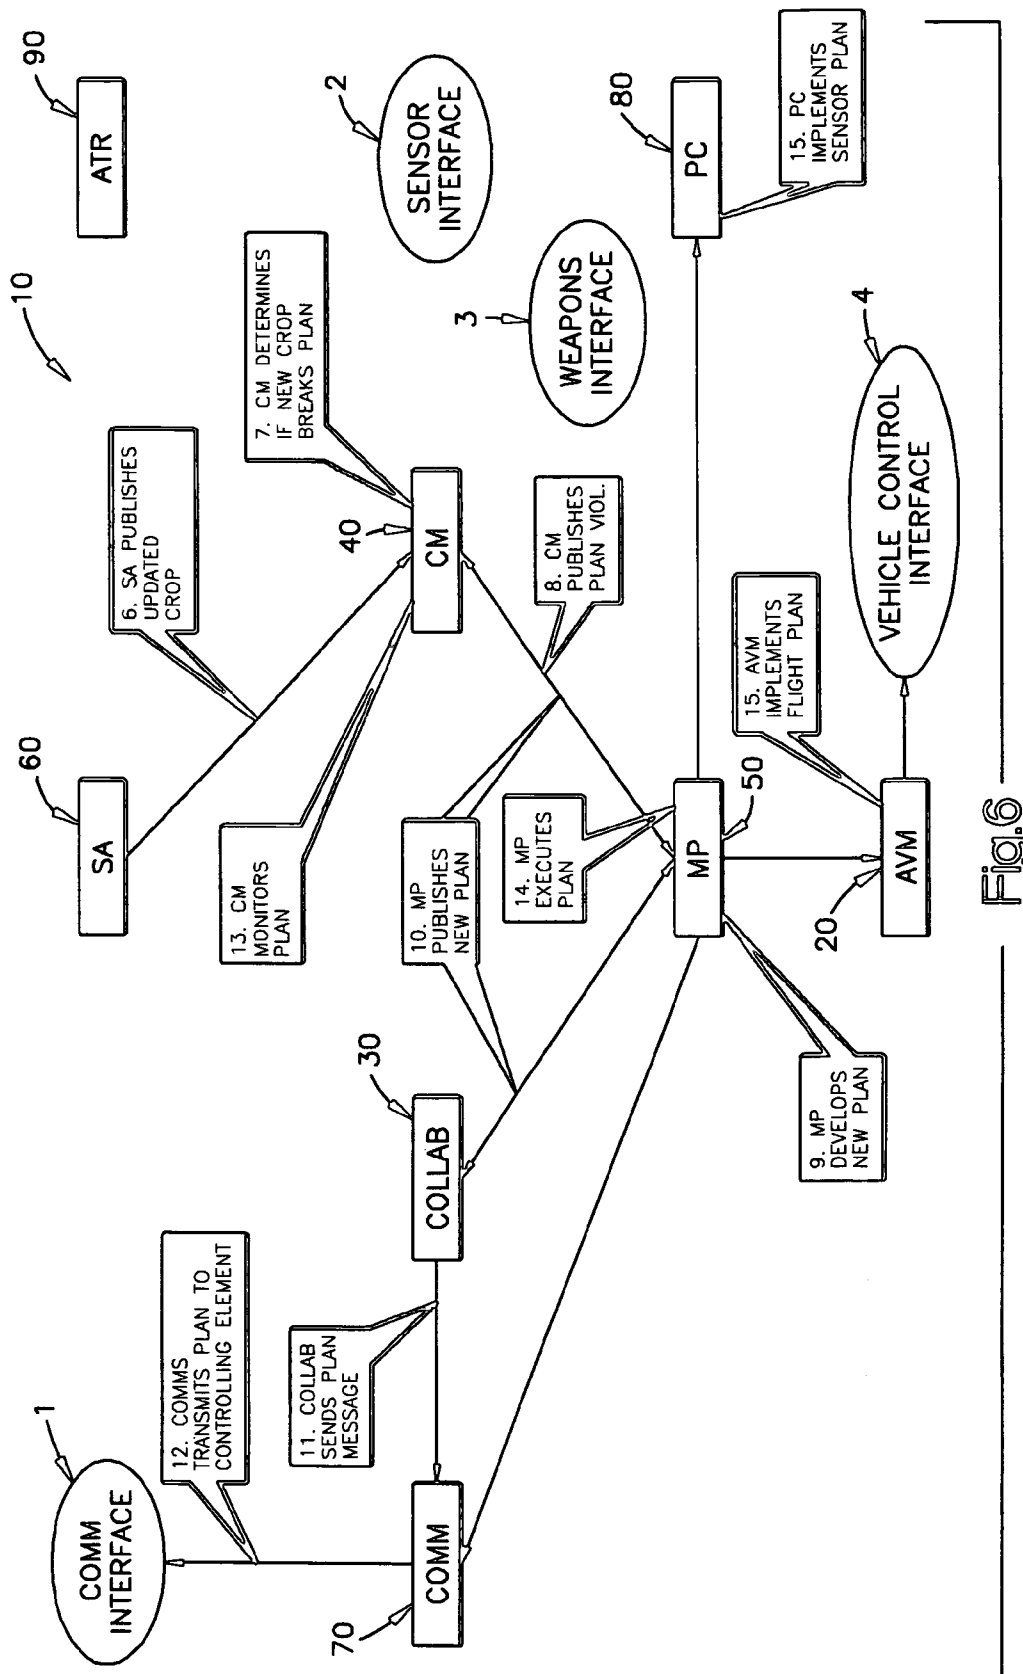 COMM
INTERFACE
1
12. COMMS
TRANSMITS PLAN TO
CONTROLLING ELEMENT
SA
60
6. SA PUBLISHES
UPDATED
CROP
10
ATR
90
13. CM
MONITORS
PLAN
7. CM DETERMINES
IF NEW CROP
BREAKS PLAN
SENSOR
INTERFACE
2
11. COLLAB
SENDS PLAN
MESSAGE
70
COMM
COLLAB
30
10. MP
PUBLISHES
NEW PLAN
CM
40
8. CM
PUBLISHES
PLAN VIOL.
3
WEAPONS
INTERFACE
14. MP
EXECUTES
PLAN
MP
50
PC
80
9. MP
DEVELOPS
NEW PLAN
15. AVM
IMPLEMENTS
FLIGHT PLAN
15. PC
IMPLEMENTS
SENSOR PLAN
20
AVM
VEHICLE CONTROL
INTERFACE
4
Fig.6